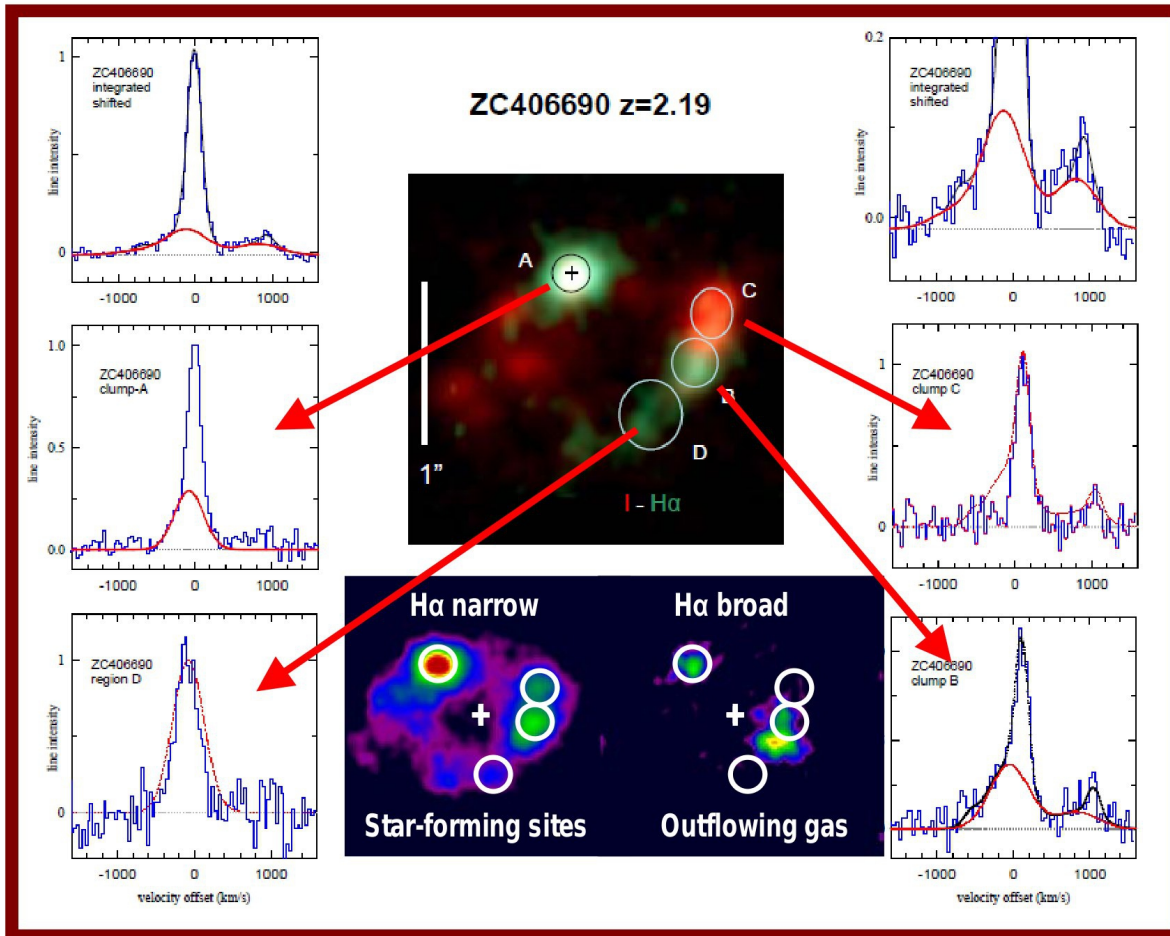 ZC406690 z=2.19
1
0
ZC406690
integrated
shifted
line intensity
-1000 0 1000
0.2
0.1
0.0
ZC406690
integrated
shifted
line intensity
-1000 0 1000
A
C
B
D
1”
I - Hα
1.0
0.5
0.0
ZC406690
clump-A
line intensity
-1000 0 1000
1
0
ZC406690
clump C
line intensity
-1000 0 1000
1
0
ZC406690
region D
line intensity
-1000 0 1000
velocity offset (km/s)
Hα narrow
Hα broad
+
+
Star-forming sites
Outflowing gas
ZC406690
clump B
-1000 0 1000
velocity offset (km/s)